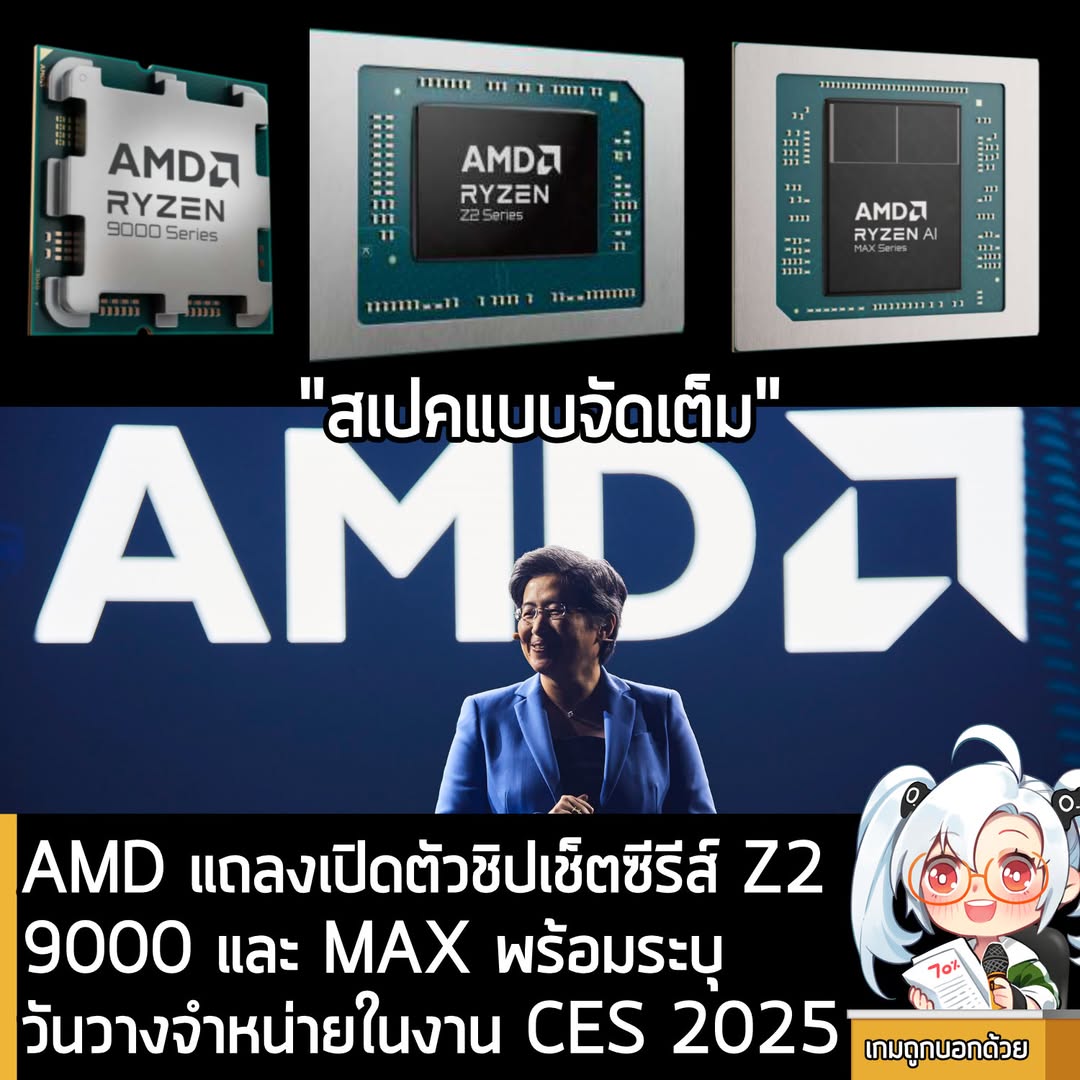 AMD
RYZEN
9000 Series
AMD
RYZEN
Z2 Series
AMD
RYZEN AI
MAX Series
"สเปคแบบจัดเต็ม"
AMD
AMD แถลงเปิดตัวชิปเช็ตซีรีส์ Z2
9000 และ MAX พร้อมระบุ
วันวางจำหน่ายในงาน CES 2025
70%
เกมถูกบอกด้วย